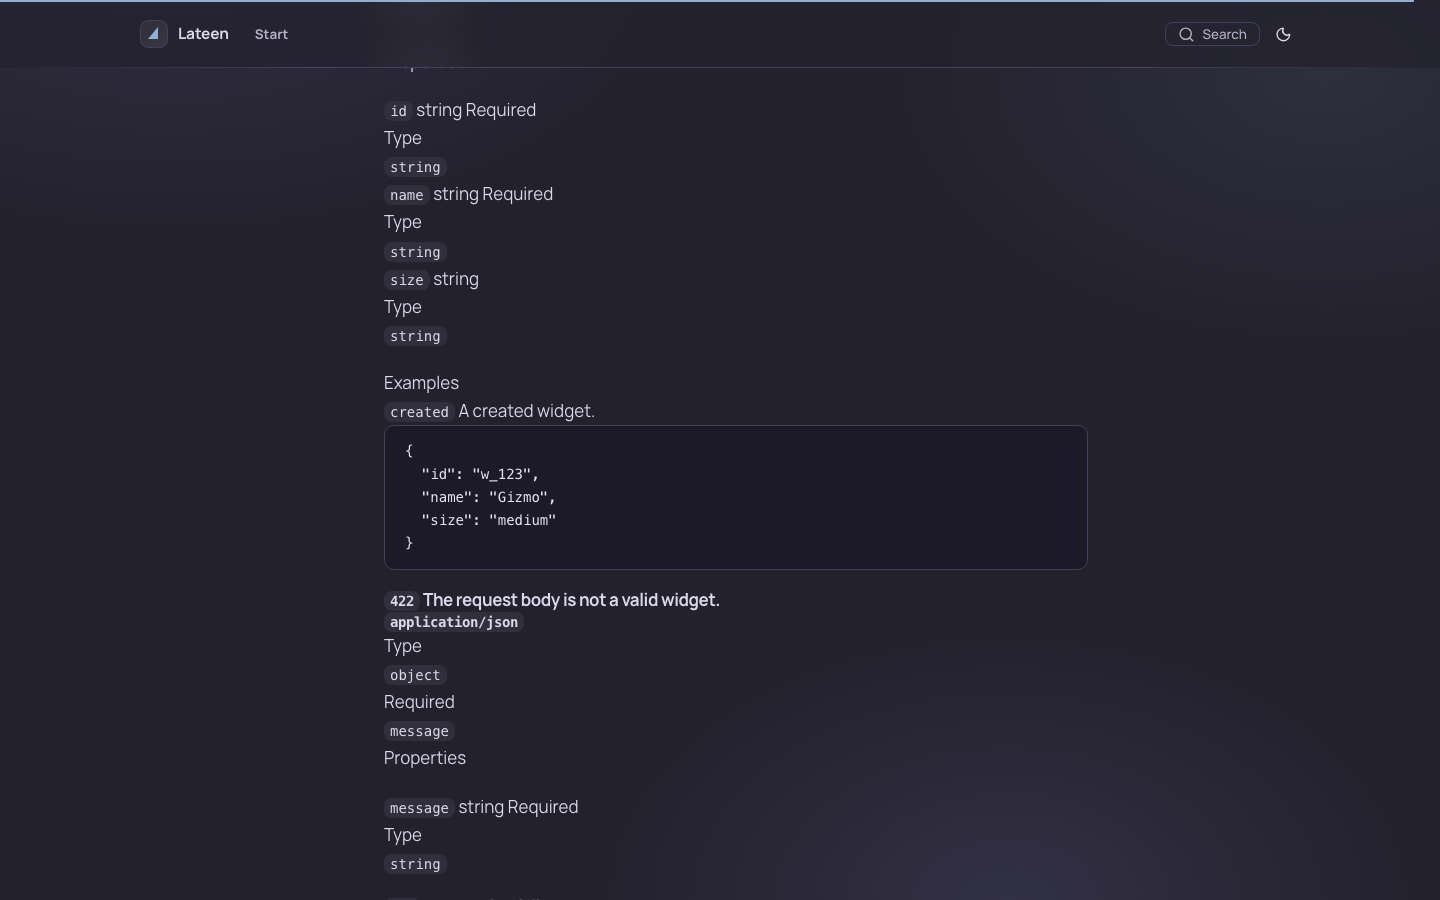 Lateen
Start
Search
id string Required
Type
string
name string Required
Type
string
size string
Type
string
Examples
created A created widget.
{
"id": "w_123",
"name": "Gizmo",
"size": "medium"
}
422 The request body is not a valid widget.
application/json
Type
object
Required
message
Properties
message string Required
Type
string